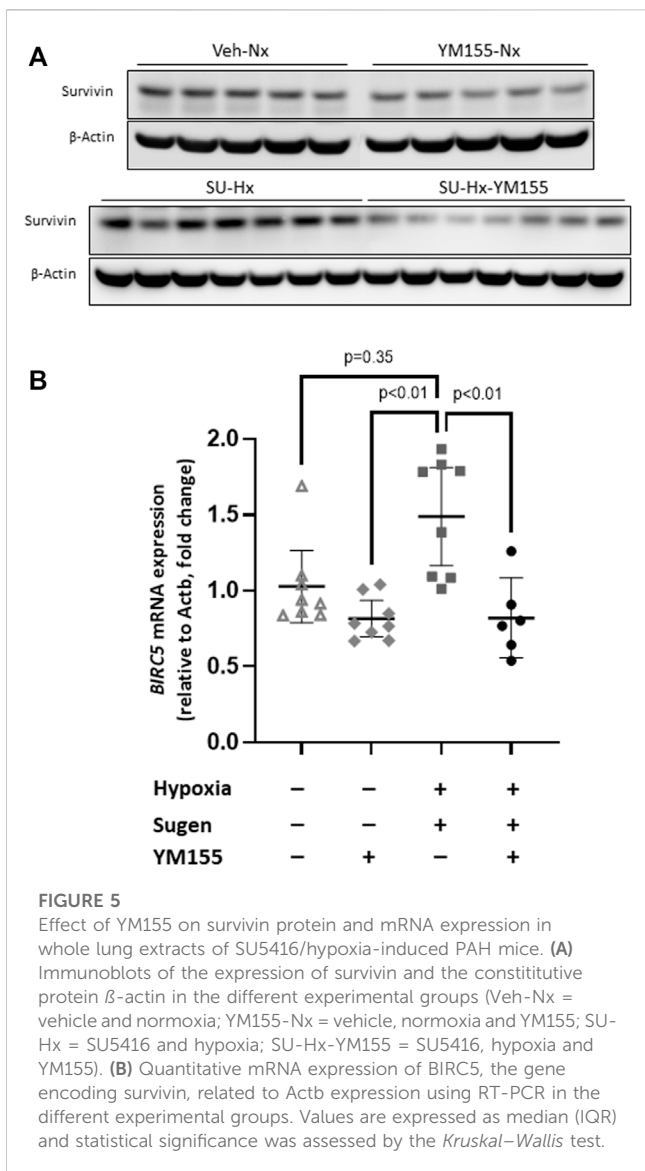 A
Veh-Nx YM155-Nx
Survivin
β-Actin
SU-Hx SU-Hx-YM155
Survivin
β-Actin
B
p=0.35
p<0.01 p<0.01
BIRC5 mRNA expression
(relative to Actb, fold change)
2.0
1.5
1.0
0.5
0.0
Hypoxia – – + +
Sugen – – + +
YM155 – + – +
FIGURE 5
Effect of YM155 on survivin protein and mRNA expression in
whole lung extracts of SU5416/hypoxia-induced PAH mice. (A)
Immunoblots of the expression of survivin and the constititutive
protein ß-actin in the different experimental groups (Veh-Nx =
vehicle and normoxia; YM155-Nx = vehicle, normoxia and YM155; SU-
Hx = SU5416 and hypoxia; SU-Hx-YM155 = SU5416, hypoxia and
YM155). (B) Quantitative mRNA expression of BIRC5, the gene
encoding survivin, related to Actb expression using RT-PCR in the
different experimental groups. Values are expressed as median (IQR)
and statistical significance was assessed by the Kruskal–Wallis test.